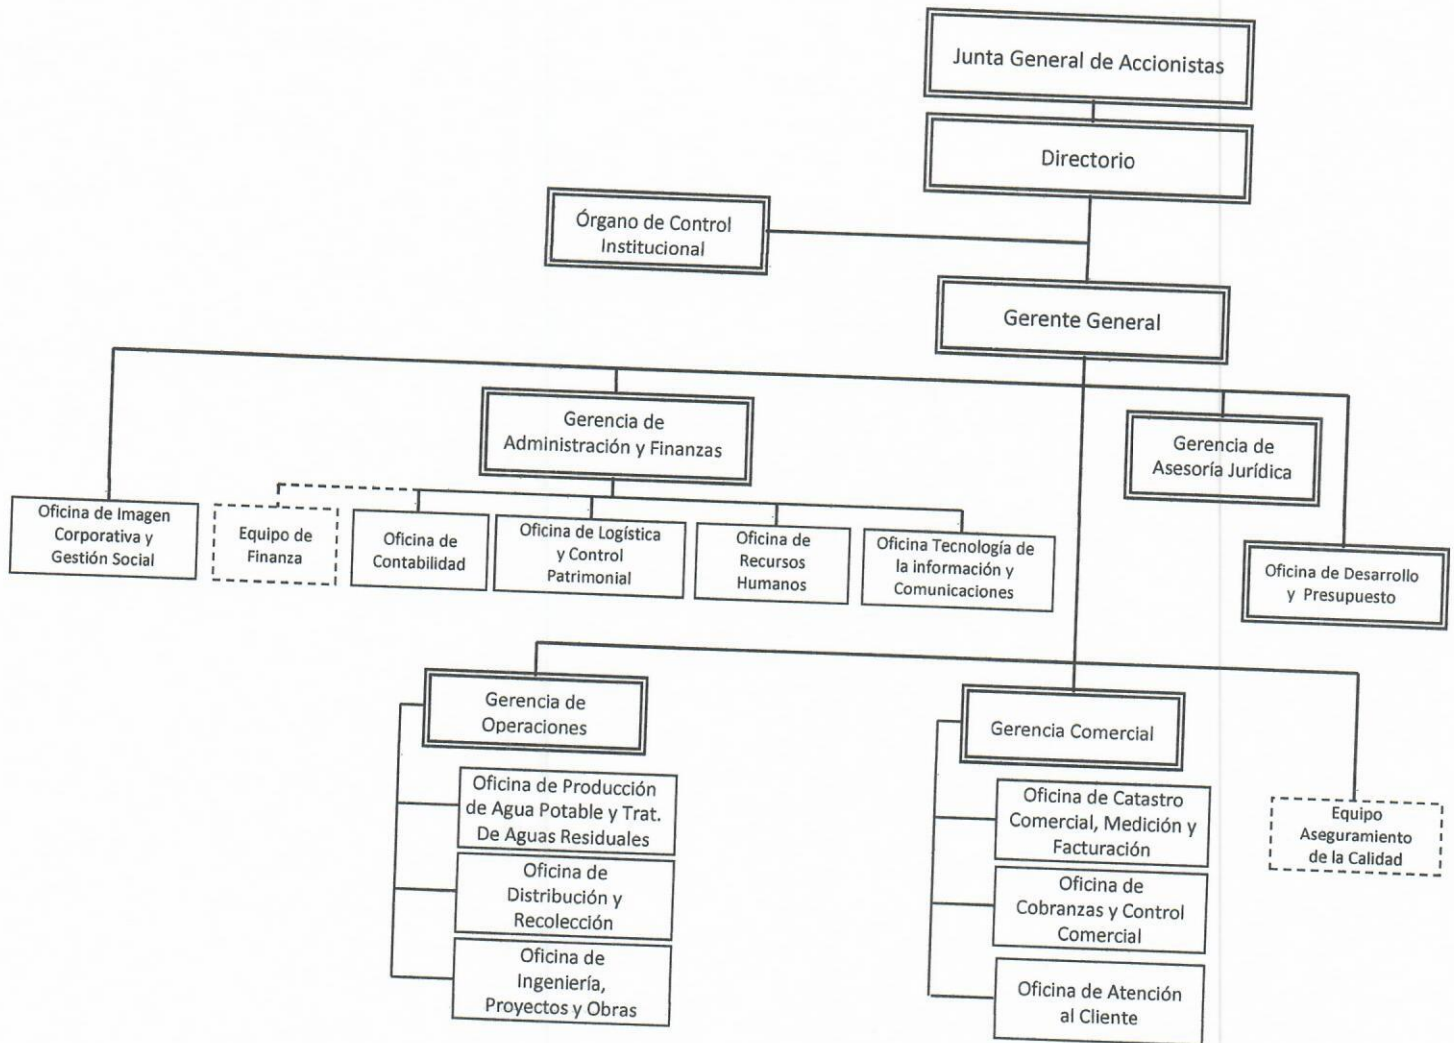 Junta General de Accionistas
Directorio
Órgano de Control
Institucional
Gerente General
Gerencia de
Administración y Finanzas
Gerencia de
Asesoría Jurídica
Oficina de Imagen
Corporativa y
Gestión Social
Equipo de
Finanza
Oficina de
Contabilidad
Oficina de Logística
y Control
Patrimonial
Oficina de
Recursos
Humanos
Oficina Tecnología de
la información y
Comunicaciones
Oficina de Desarrollo
y Presupuesto
Gerencia de
Operaciones
Oficina de Producción
de Agua Potable y Trat.
De Aguas Residuales
Oficina de
Distribución y
Recolección
Oficina de
Ingeniería,
Proyectos y Obras
Gerencia Comercial
Oficina de Catastro
Comercial, Medición y
Facturación
Oficina de
Cobranzas y Control
Comercial
Oficina de Atención
al Cliente
Equipo
Aseguramiento
de la Calidad